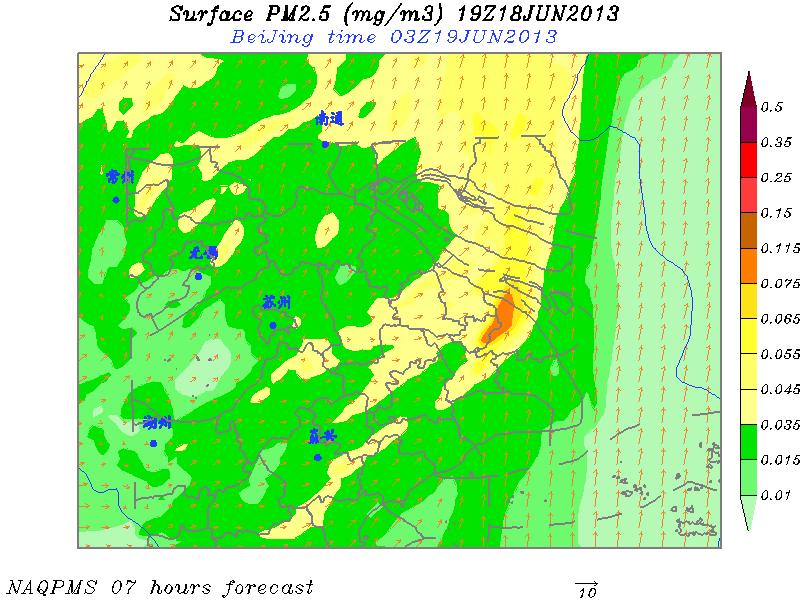 Surface PM2.5 (mg/m3) 19Z18JUN2013
BeiJing time 03Z19JUN2013
南通
常州
无锡
苏州
湖州
嘉兴
0.5
0.35
0.25
0.15
0.115
0.075
0.065
0.055
0.045
0.035
0.015
0.01
NAQPMS 07 hours forecast
10